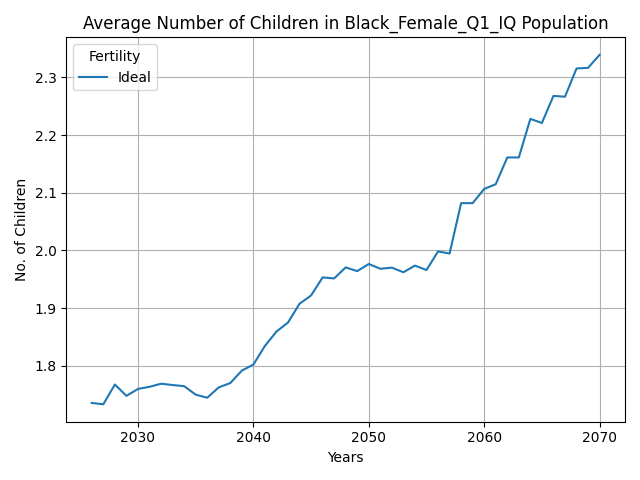 Average Number of Children in Black_Female_Q1_IQ Population
Fertility
Ideal
No. of Children
2.3
2.2
2.1
2.0
1.9
1.8
2030 2040 2050 2060 2070
Years